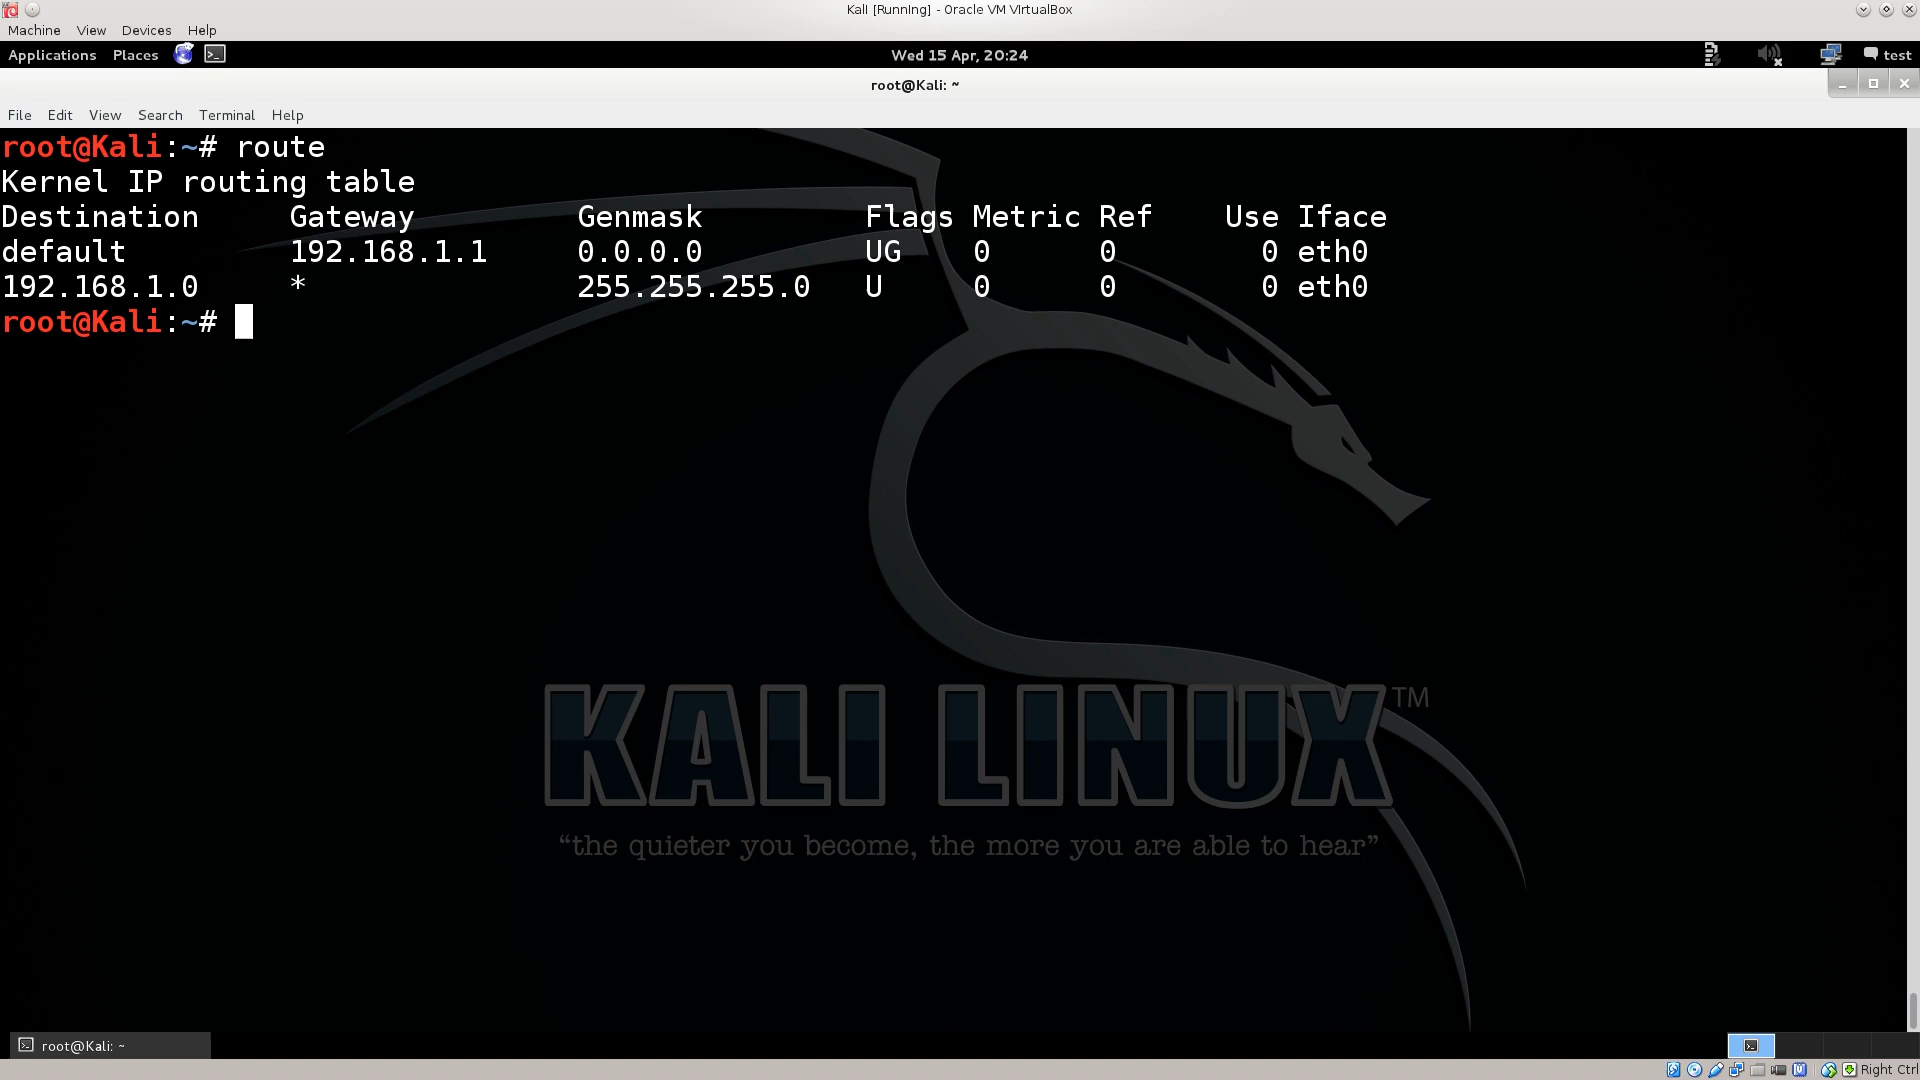 Kali [Running] - Oracle VM VirtualBox
Machine View Devices Help
Applications Places Wed 15 Apr, 20:24 test
root@Kali: ~
File Edit View Search Terminal Help
root@Kali:~# route
Kernel IP routing table
Destination Gateway Genmask Flags Metric Ref Use Iface
default 192.168.1.1 0.0.0.0 UG 0 0 0 eth0
192.168.1.0 * 255.255.255.0 U 0 0 0 eth0
root@Kali:~#
KALI LINUX™
“the quieter you become, the more you are able to hear”
root@Kali: ~
Right Ctrl